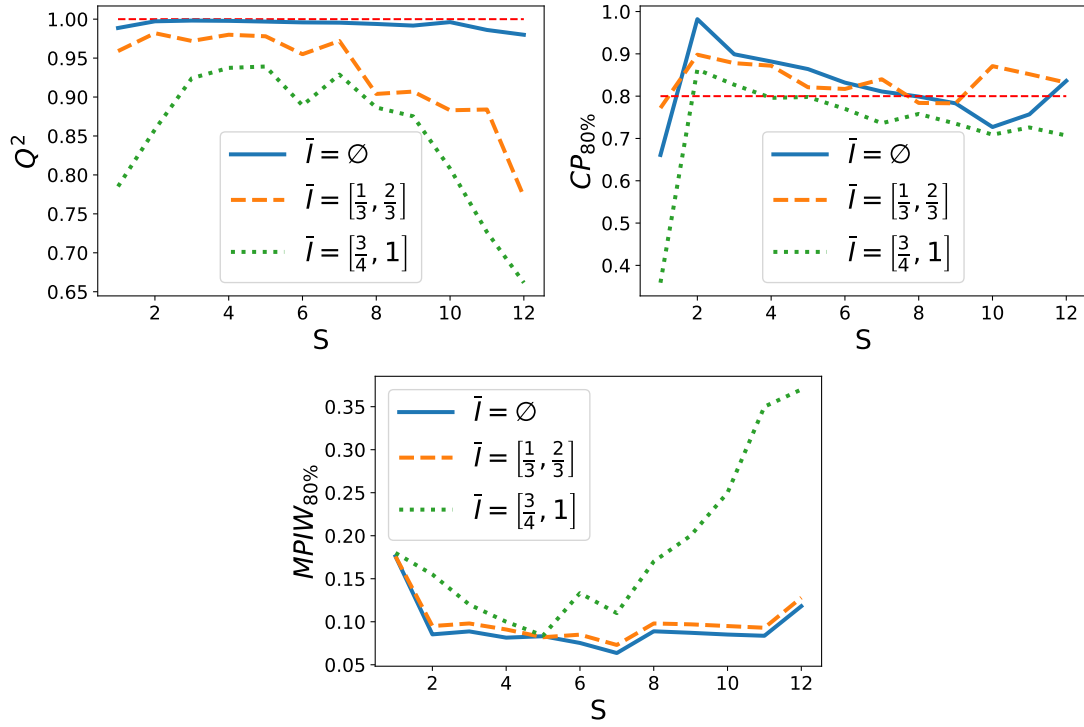 1.00
0.95
0.90
0.85
0.80
0.75
0.70
0.65
Q²
Ī = ∅
Ī = [1/3, 2/3]
Ī = [3/4, 1]
2 4 6 8 10 12
S
1.0
0.9
0.8
0.7
0.6
0.5
0.4
CP80%
Ī = ∅
Ī = [1/3, 2/3]
Ī = [3/4, 1]
2 4 6 8 10 12
S
0.35
0.30
0.25
0.20
0.15
0.10
0.05
MPIW80%
Ī = ∅
Ī = [1/3, 2/3]
Ī = [3/4, 1]
2 4 6 8 10 12
S